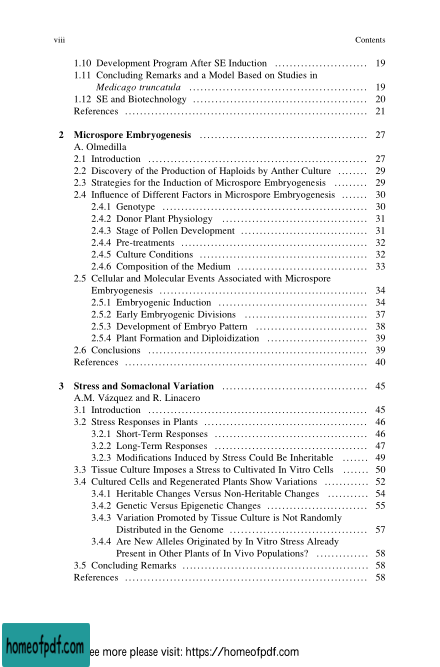 viii Contents
1.10 Development Program After SE Induction ........................ 19
1.11 Concluding Remarks and a Model Based on Studies in
Medicago truncatula ............................................... 19
1.12 SE and Biotechnology .............................................. 20
References ................................................................ 21
2 Microspore Embryogenesis ............................................ 27
A. Olmedilla
2.1 Introduction .......................................................... 27
2.2 Discovery of the Production of Haploids by Anther Culture ........ 29
2.3 Strategies for the Induction of Microspore Embryogenesis ......... 29
2.4 Influence of Different Factors in Microspore Embryogenesis ....... 30
2.4.1 Genotype ...................................................... 30
2.4.2 Donor Plant Physiology ...................................... 31
2.4.3 Stage of Pollen Development ................................. 31
2.4.4 Pre-treatments ................................................. 32
2.4.5 Culture Conditions ............................................ 32
2.4.6 Composition of the Medium .................................. 33
2.5 Cellular and Molecular Events Associated with Microspore
Embryogenesis ....................................................... 34
2.5.1 Embryogenic Induction ....................................... 34
2.5.2 Early Embryogenic Divisions ................................. 37
2.5.3 Development of Embryo Pattern ............................. 38
2.5.4 Plant Formation and Diploidization .......................... 39
2.6 Conclusions .......................................................... 39
References ................................................................ 40
3 Stress and Somaclonal Variation ...................................... 45
A.M. Vázquez and R. Linacero
3.1 Introduction .......................................................... 45
3.2 Stress Responses in Plants ........................................... 46
3.2.1 Short-Term Responses ........................................ 46
3.2.2 Long-Term Responses ........................................ 47
3.2.3 Modifications Induced by Stress Could Be Inheritable ....... 49
3.3 Tissue Culture Imposes a Stress to Cultivated In Vitro Cells ....... 50
3.4 Cultured Cells and Regenerated Plants Show Variations ............ 52
3.4.1 Heritable Changes Versus Non-Heritable Changes ........... 54
3.4.2 Genetic Versus Epigenetic Changes .......................... 55
3.4.3 Variation Promoted by Tissue Culture is Not Randomly
Distributed in the Genome .................................... 57
3.4.4 Are New Alleles Originated by In Vitro Stress Already
Present in Other Plants of In Vivo Populations? .............. 58
3.5 Concluding Remarks ................................................ 58
References ................................................................ 58
homeofpdf.com ee more please visit: https://homeofpdf.com